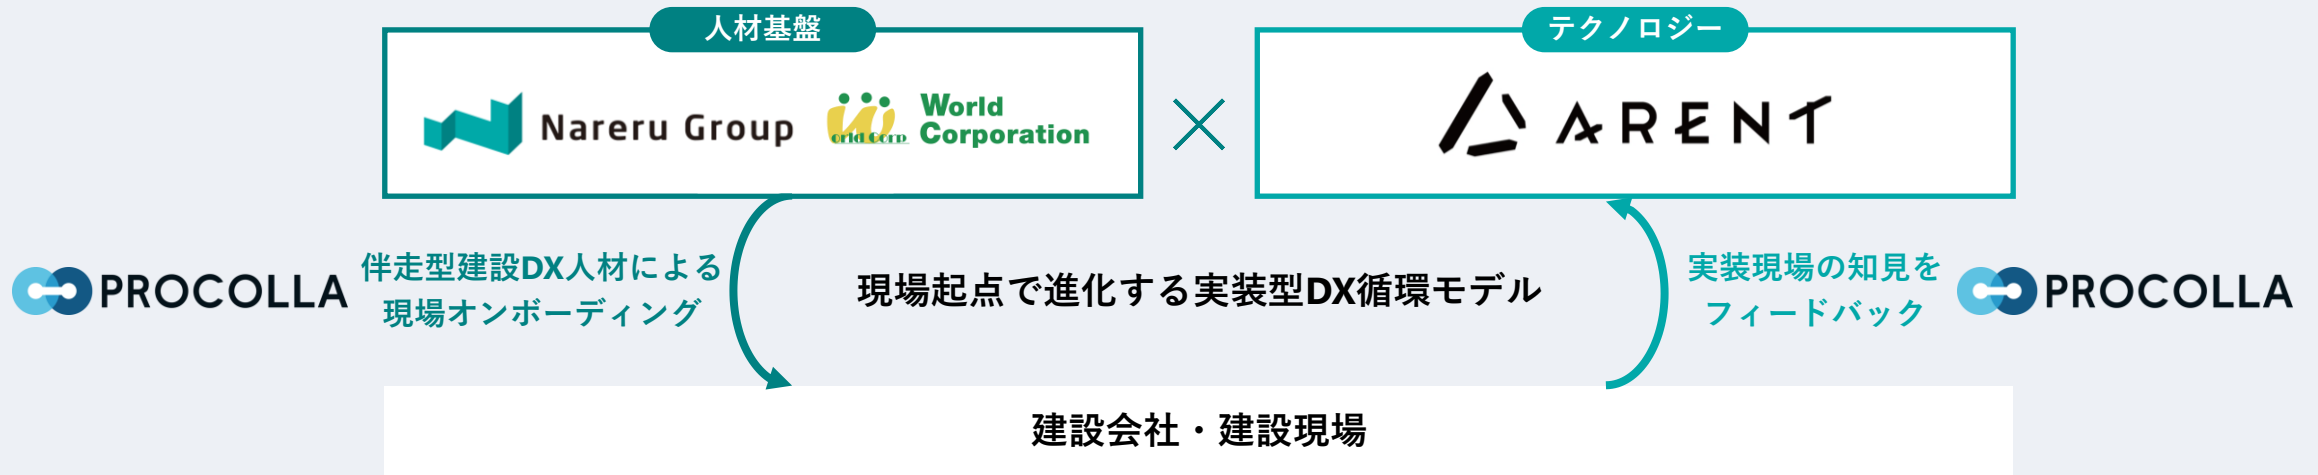 人材基盤
テクノロジー
Nareru Group
orld Corp
World
Corporation
ARENT
PROCOLLA
伴走型建設DX人材による
現場オンボーディング
現場起点で進化する実装型DX循環モデル
実装現場の知見を
フィードバック
PROCOLLA
建設会社・建設現場